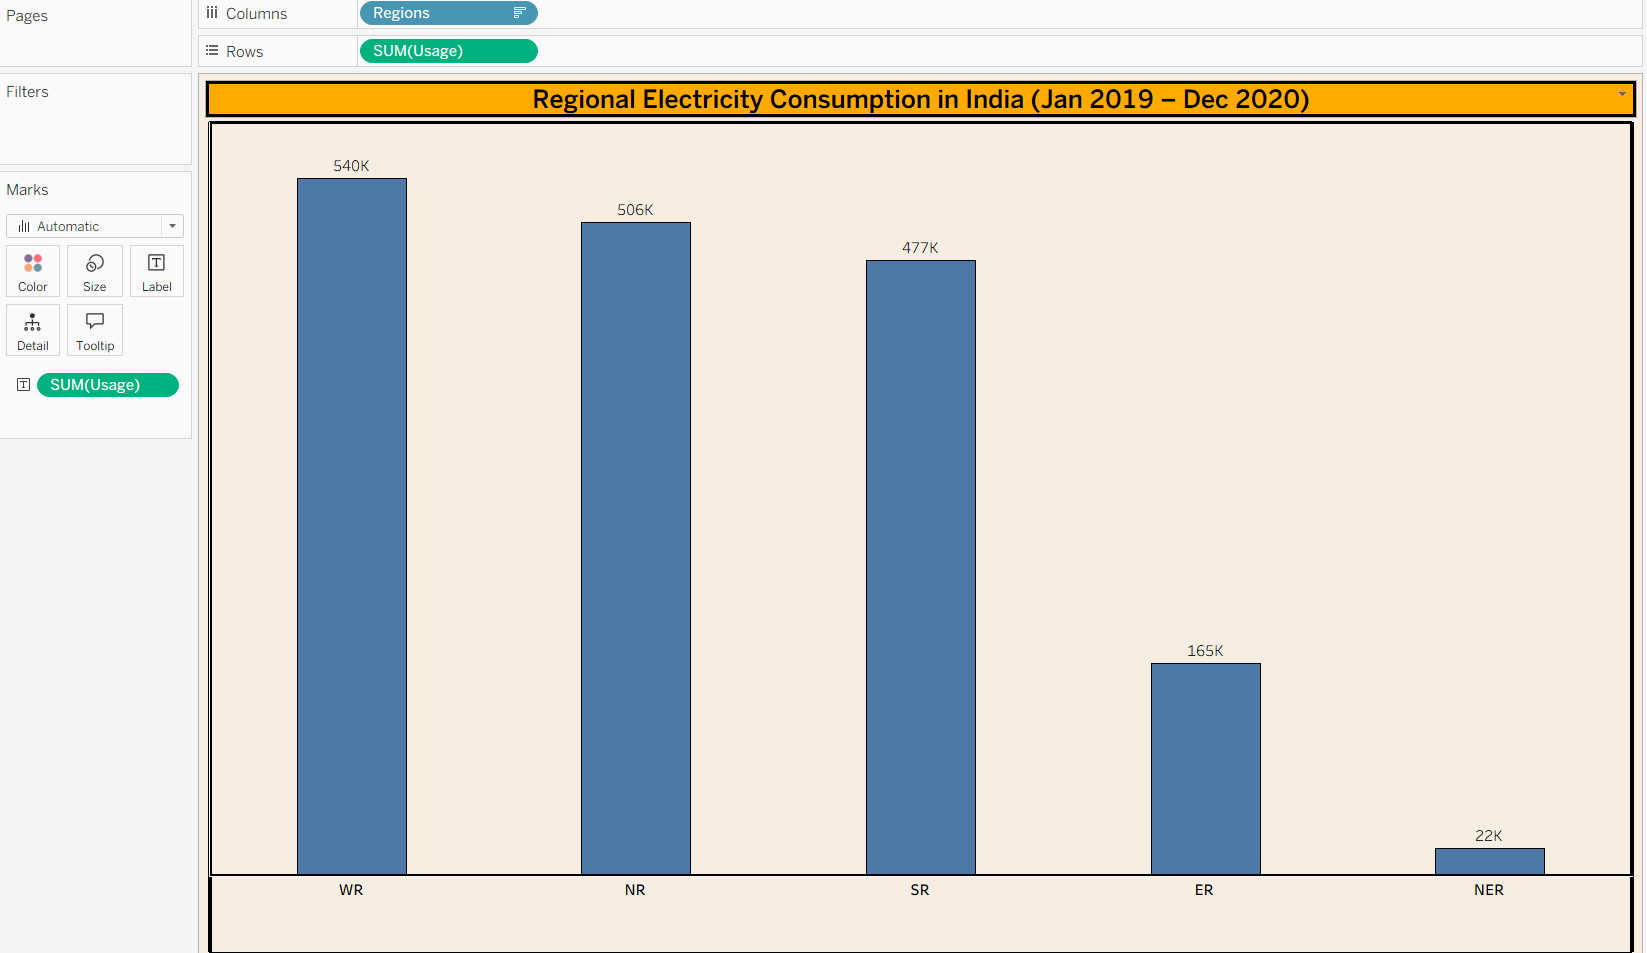 Pages
Columns
Regions
Rows
SUM(Usage)
Filters
Marks
Automatic
Color
Size
Label
Detail
Tooltip
SUM(Usage)
Regional Electricity Consumption in India (Jan 2019 – Dec 2020)
540K
506K
477K
165K
22K
WR
NR
SR
ER
NER